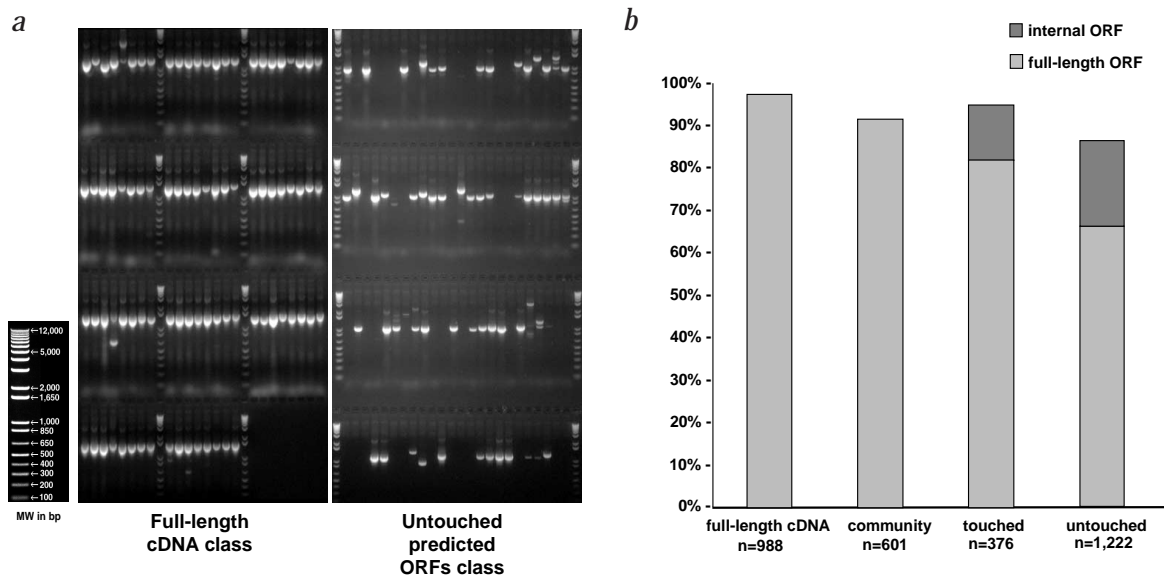 a
←12,000
←5,000
←2,000
←1,650
←1,000
←850
←650
←500
←400
←300
←200
←100
MW in bp
Full-length
cDNA class
Untouched
predicted
ORFs class
b
internal ORF
full-length ORF
100%
90%
80%
70%
60%
50%
40%
30%
20%
10%
0%
full-length cDNA
n=988
community
n=601
touched
n=376
untouched
n=1,222